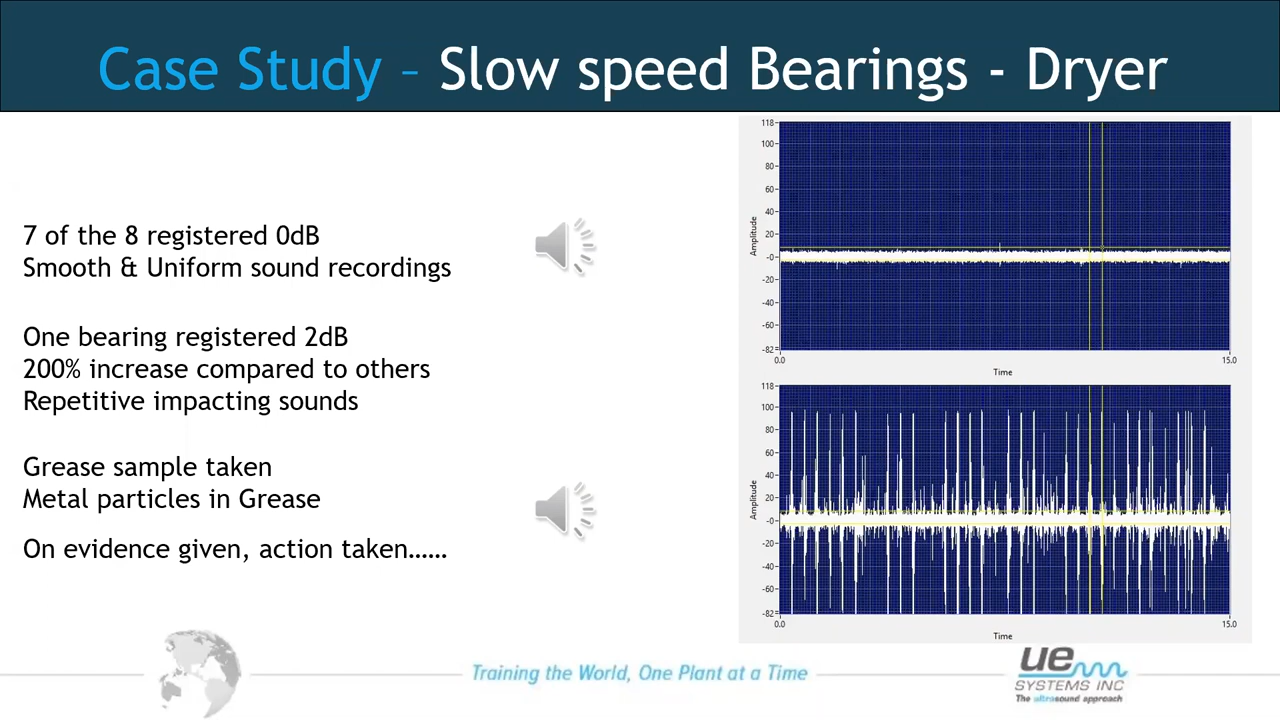 Case Study – Slow speed Bearings - Dryer
7 of the 8 registered 0dB
Smooth & Uniform sound recordings
One bearing registered 2dB
200% increase compared to others
Repetitive impacting sounds
Grease sample taken
Metal particles in Grease
On evidence given, action taken……
118
100
80
60
40
20
-0
-20
-40
-60
-82
Amplitude
0.0
15.0
Time
118
100
80
60
40
20
-0
-20
-40
-60
-82
Amplitude
0.0
15.0
Time
Training the World, One Plant at a Time
ue
SYSTEMS INC
The ultrasound approach